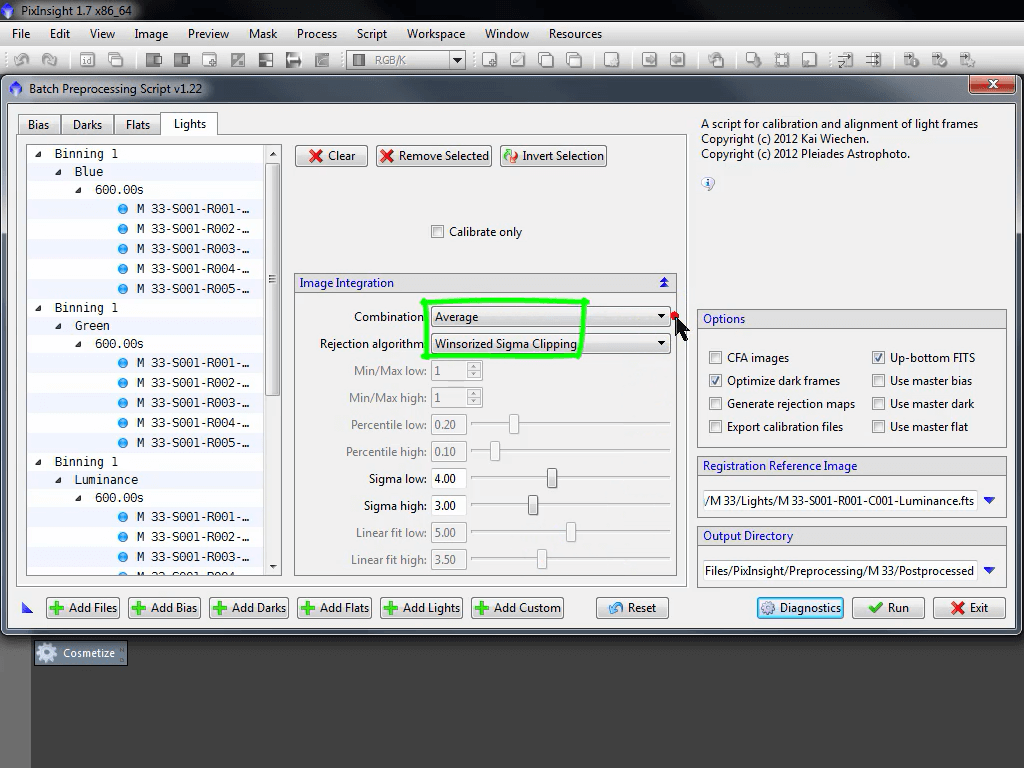 PixInsight 1.7 x86_64
File Edit View Image Preview Mask Process Script Workspace Window Resources
RGB/K
Batch Preprocessing Script v1.22
Bias Darks Flats Lights
Binning 1
Blue
600.00s
M 33-S001-R001-...
M 33-S001-R002-...
M 33-S001-R003-...
M 33-S001-R004-...
M 33-S001-R005-...
Binning 1
Green
600.00s
M 33-S001-R001-...
M 33-S001-R002-...
M 33-S001-R003-...
M 33-S001-R004-...
M 33-S001-R005-...
Binning 1
Luminance
600.00s
M 33-S001-R001-...
M 33-S001-R002-...
M 33-S001-R003-...
M 33-S001-R004-...
Clear Remove Selected Invert Selection
Calibrate only
Image Integration
Combination: Average
Rejection algorithm: Winsorized Sigma Clipping
Min/Max low: 1
Min/Max high: 1
Percentile low: 0.20
Percentile high: 0.10
Sigma low: 4.00
Sigma high: 3.00
Linear fit low: 5.00
Linear fit high: 3.50
A script for calibration and alignment of light frames
Copyright (c) 2012 Kai Wiechen.
Copyright (c) 2012 Pleiades Astrophoto.
Options
CFA images Up-bottom FITS
Optimize dark frames Use master bias
Generate rejection maps Use master dark
Export calibration files Use master flat
Registration Reference Image
/M 33/Lights/M 33-S001-R001-C001-Luminance.fts
Output Directory
Files/PixInsight/Preprocessing/M 33/Postprocessed
Add Files Add Bias Add Darks Add Flats Add Lights Add Custom Reset Diagnostics Run Exit
Cosmetize